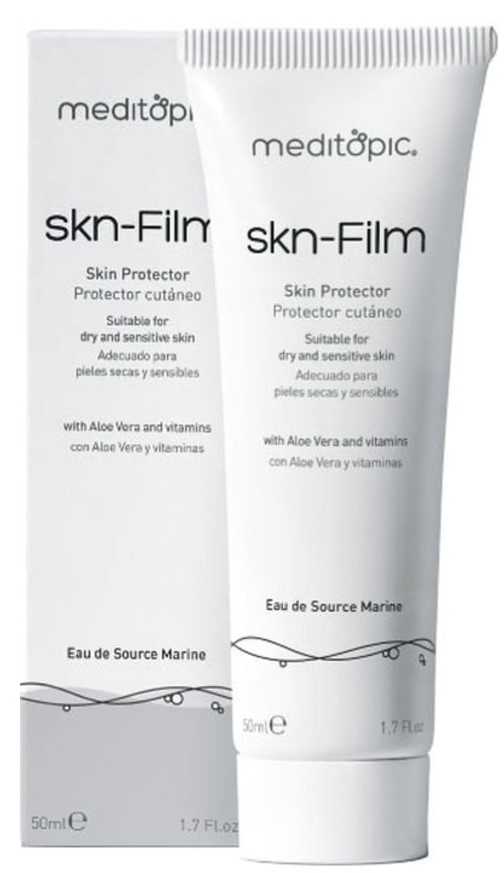 meditopi
skn-Film
Skin Protector
Protector cutáneo
Suitable for
dry and sensitive skin
Adecuado para
pieles secas y sensibles
with Aloe Vera and vitamins
con Aloe Vera y vitaminas
Eau de Source Marine
50ml e
1.7 Fl.oz
meditopic®
skn-Film
Skin Protector
Protector cutáneo
Suitable for
dry and sensitive skin
Adecuado para
pieles secas y sensibles
with Aloe Vera and vitamins
con Aloe Vera y vitaminas
Eau de Source Marine
50ml e
1.7 Fl.oz